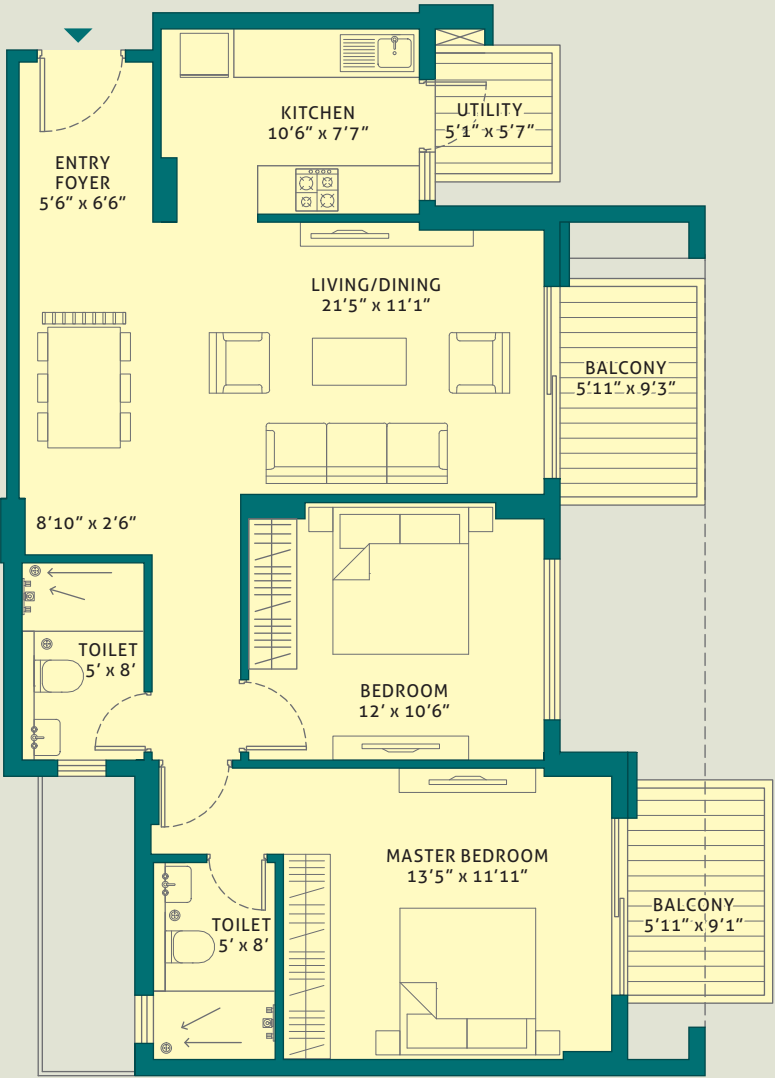 KITCHEN
10'6” x 7'7”
UTILITY
5'1” x 5'7”
ENTRY
FOYER
5'6” x 6'6”
LIVING/DINING
21'5” x 11'1”
BALCONY
5'11” x 9'3”
8'10” x 2'6”
TOILET
5' x 8'
BEDROOM
12' x 10'6”
MASTER BEDROOM
13'5” x 11'11”
TOILET
5' x 8'
BALCONY
5'11” x 9'1”